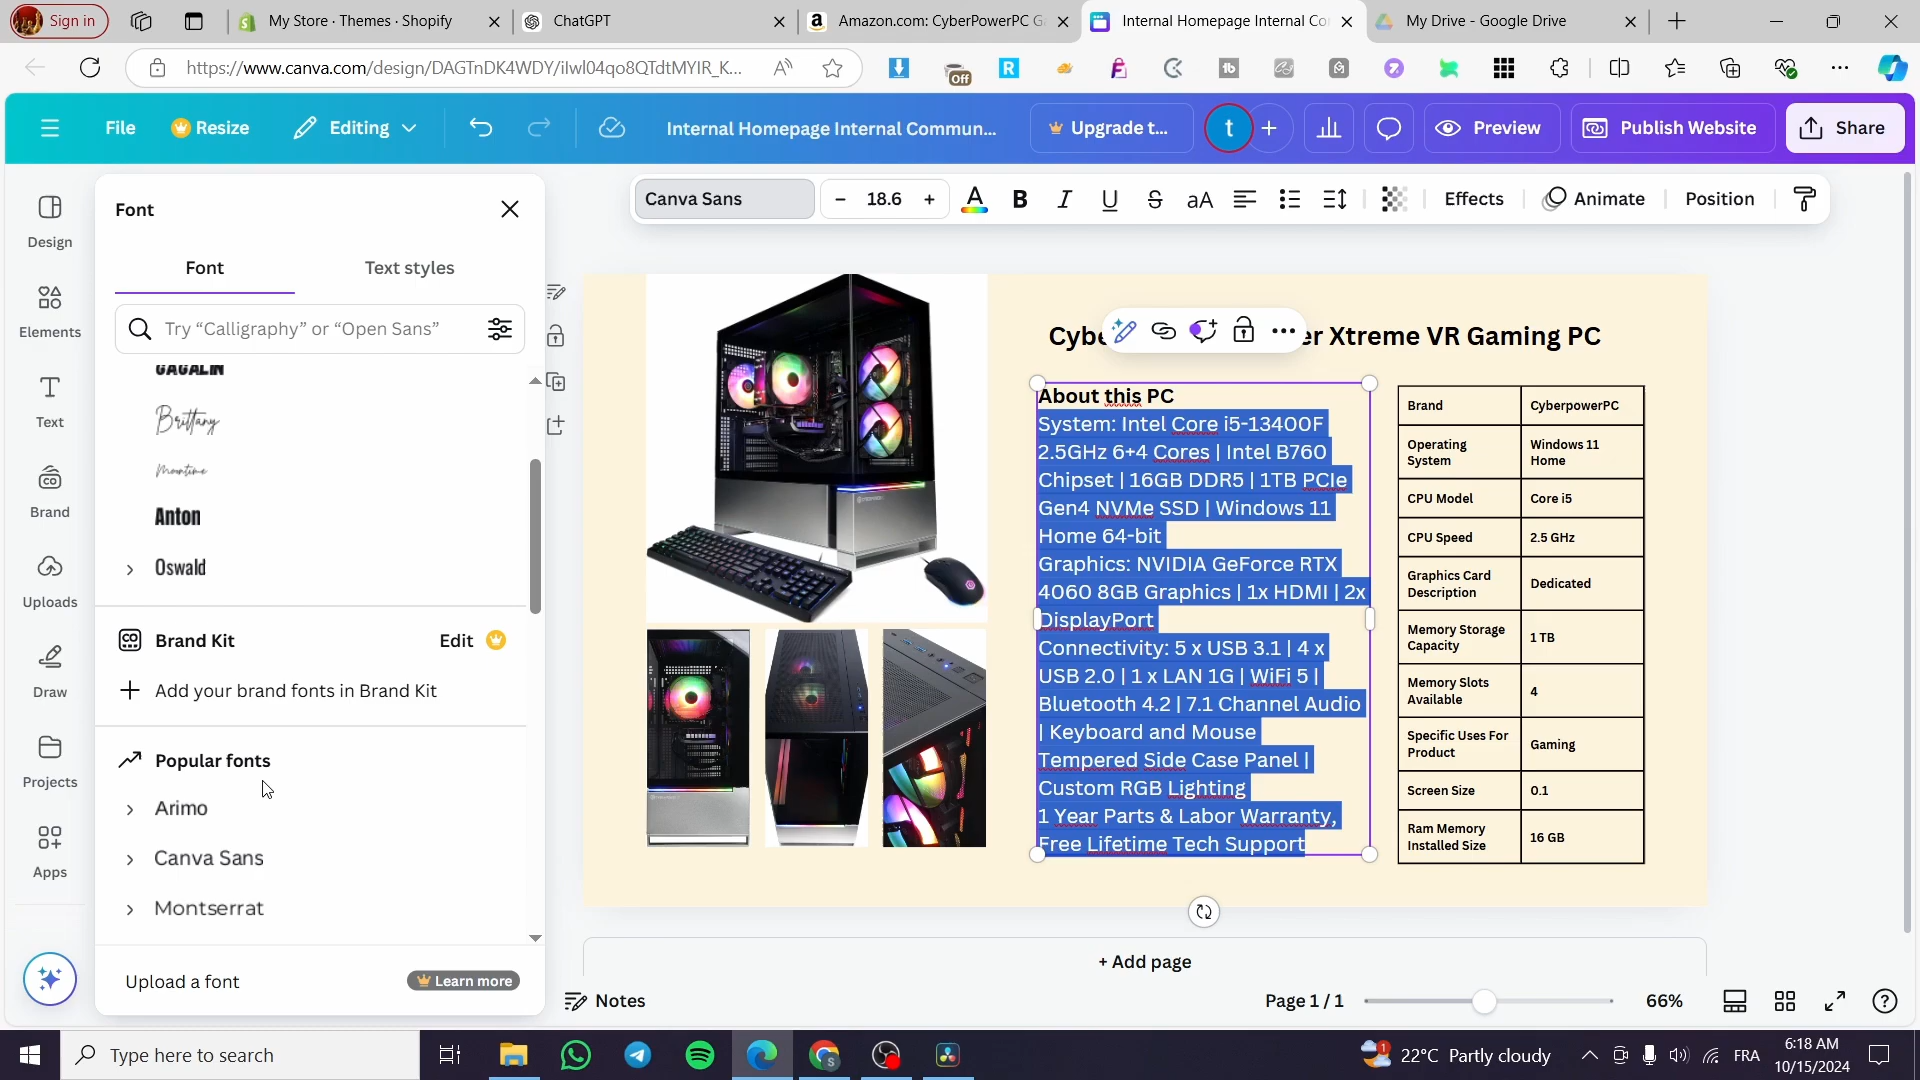 Sign in
My Store · Themes · Shopify
ChatGPT
Amazon.com: CyberPowerPC G
Internal Homepage Internal Co
My Drive - Google Drive
https://www.canva.com/design/DAGTnDK4WDY/ilwl04qo8QTdtMYIR_K...
Off
File
Resize
Editing
Internal Homepage Internal Commun...
Upgrade t...
t
Preview
Publish Website
Share
Canva Sans
18.6
Effects
Animate
Position
Design
Elements
Text
Brand
Uploads
Draw
Projects
Apps
Font
Font
Text styles
Try “Calligraphy” or “Open Sans”
GAGALIN
Brittany
Moontime
Anton
Oswald
Brand Kit
Edit
Add your brand fonts in Brand Kit
Popular fonts
Arimo
Canva Sans
Montserrat
Upload a font
Learn more
Cybe
er Xtreme VR Gaming PC
About this PC
System: Intel Core i5-13400F
2.5GHz 6+4 Cores | Intel B760
Chipset | 16GB DDR5 | 1TB PCIe
Gen4 NVMe SSD | Windows 11
Home 64-bit
Graphics: NVIDIA GeForce RTX
4060 8GB Graphics | 1x HDMI | 2x
DisplayPort
Connectivity: 5 x USB 3.1 | 4 x
USB 2.0 | 1 x LAN 1G | WiFi 5 |
Bluetooth 4.2 | 7.1 Channel Audio
| Keyboard and Mouse
Tempered Side Case Panel |
Custom RGB Lighting
1 Year Parts & Labor Warranty,
Free Lifetime Tech Support
Brand CyberpowerPC
Operating System Windows 11 Home
CPU Model Core i5
CPU Speed 2.5 GHz
Graphics Card Description Dedicated
Memory Storage Capacity 1 TB
Memory Slots Available 4
Specific Uses For Product Gaming
Screen Size 0.1
Ram Memory Installed Size 16 GB
+ Add page
Notes
Page 1 / 1
66%
Type here to search
22°C Partly cloudy
FRA
6:18 AM
10/15/2024